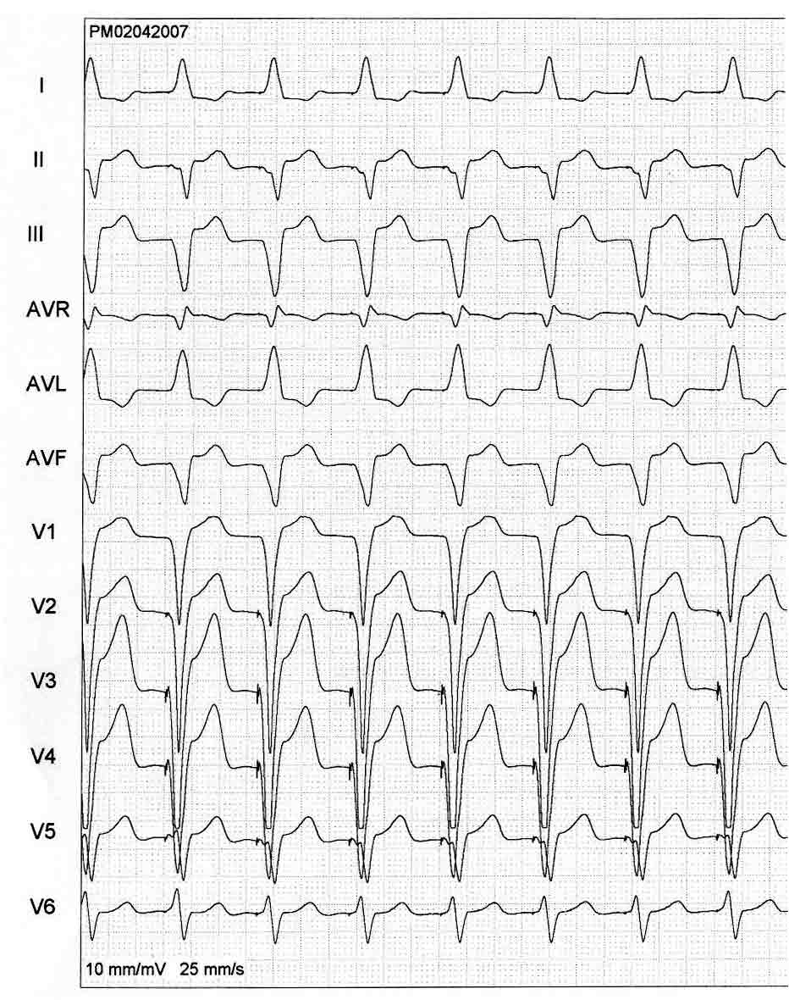 PM02042007
I
II
III
AVR
AVL
AVF
V1
V2
V3
V4
V5
V6
10 mm/mV 25 mm/s